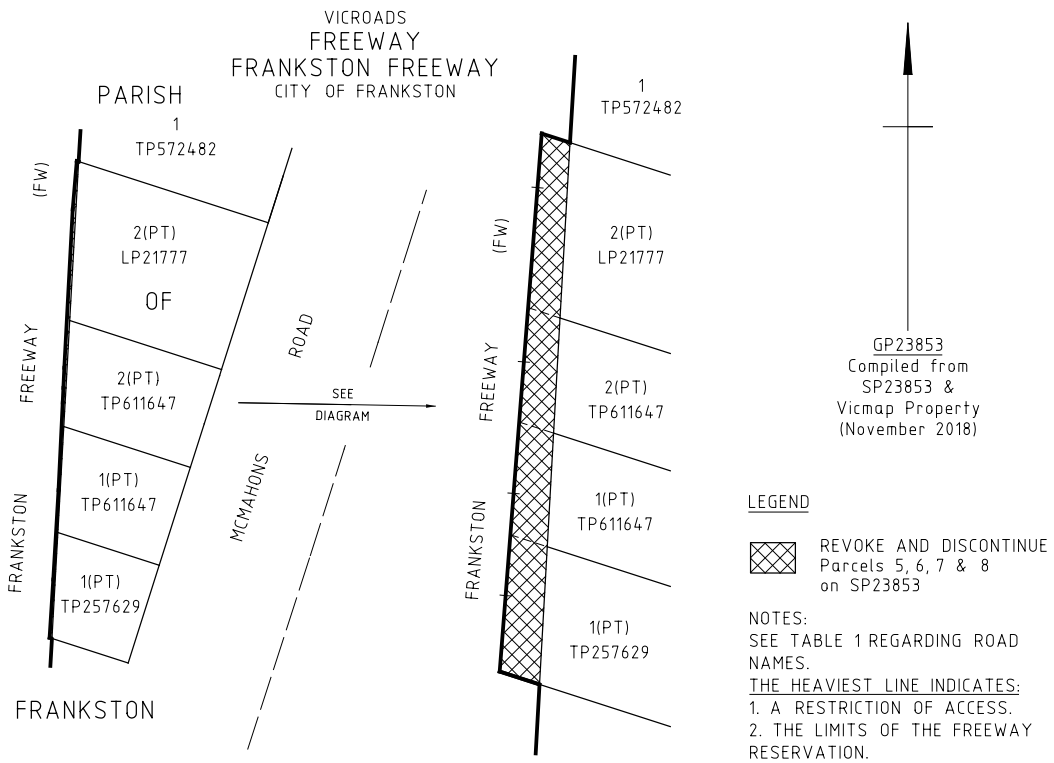 VICROADS
FREEWAY
FRANKSTON FREEWAY
CITY OF FRANKSTON
PARISH
1
TP572482
(FW)
2(PT)
LP21777
OF
FREEWAY
2(PT)
TP611647
1(PT)
TP611647
FRANKSTON
1(PT)
TP257629
FRANKSTON
ROAD
SEE
DIAGRAM
MCMAHONS
1
TP572482
(FW)
2(PT)
LP21777
FREEWAY
2(PT)
TP611647
1(PT)
TP611647
FRANKSTON
1(PT)
TP257629
GP23853
Compiled from
SP23853 &
Vicmap Property
(November 2018)
LEGEND
REVOKE AND DISCONTINUE
Parcels 5, 6, 7 & 8
on SP23853
NOTES:
SEE TABLE 1 REGARDING ROAD
NAMES.
THE HEAVIEST LINE INDICATES:
1. A RESTRICTION OF ACCESS.
2. THE LIMITS OF THE FREEWAY
RESERVATION.